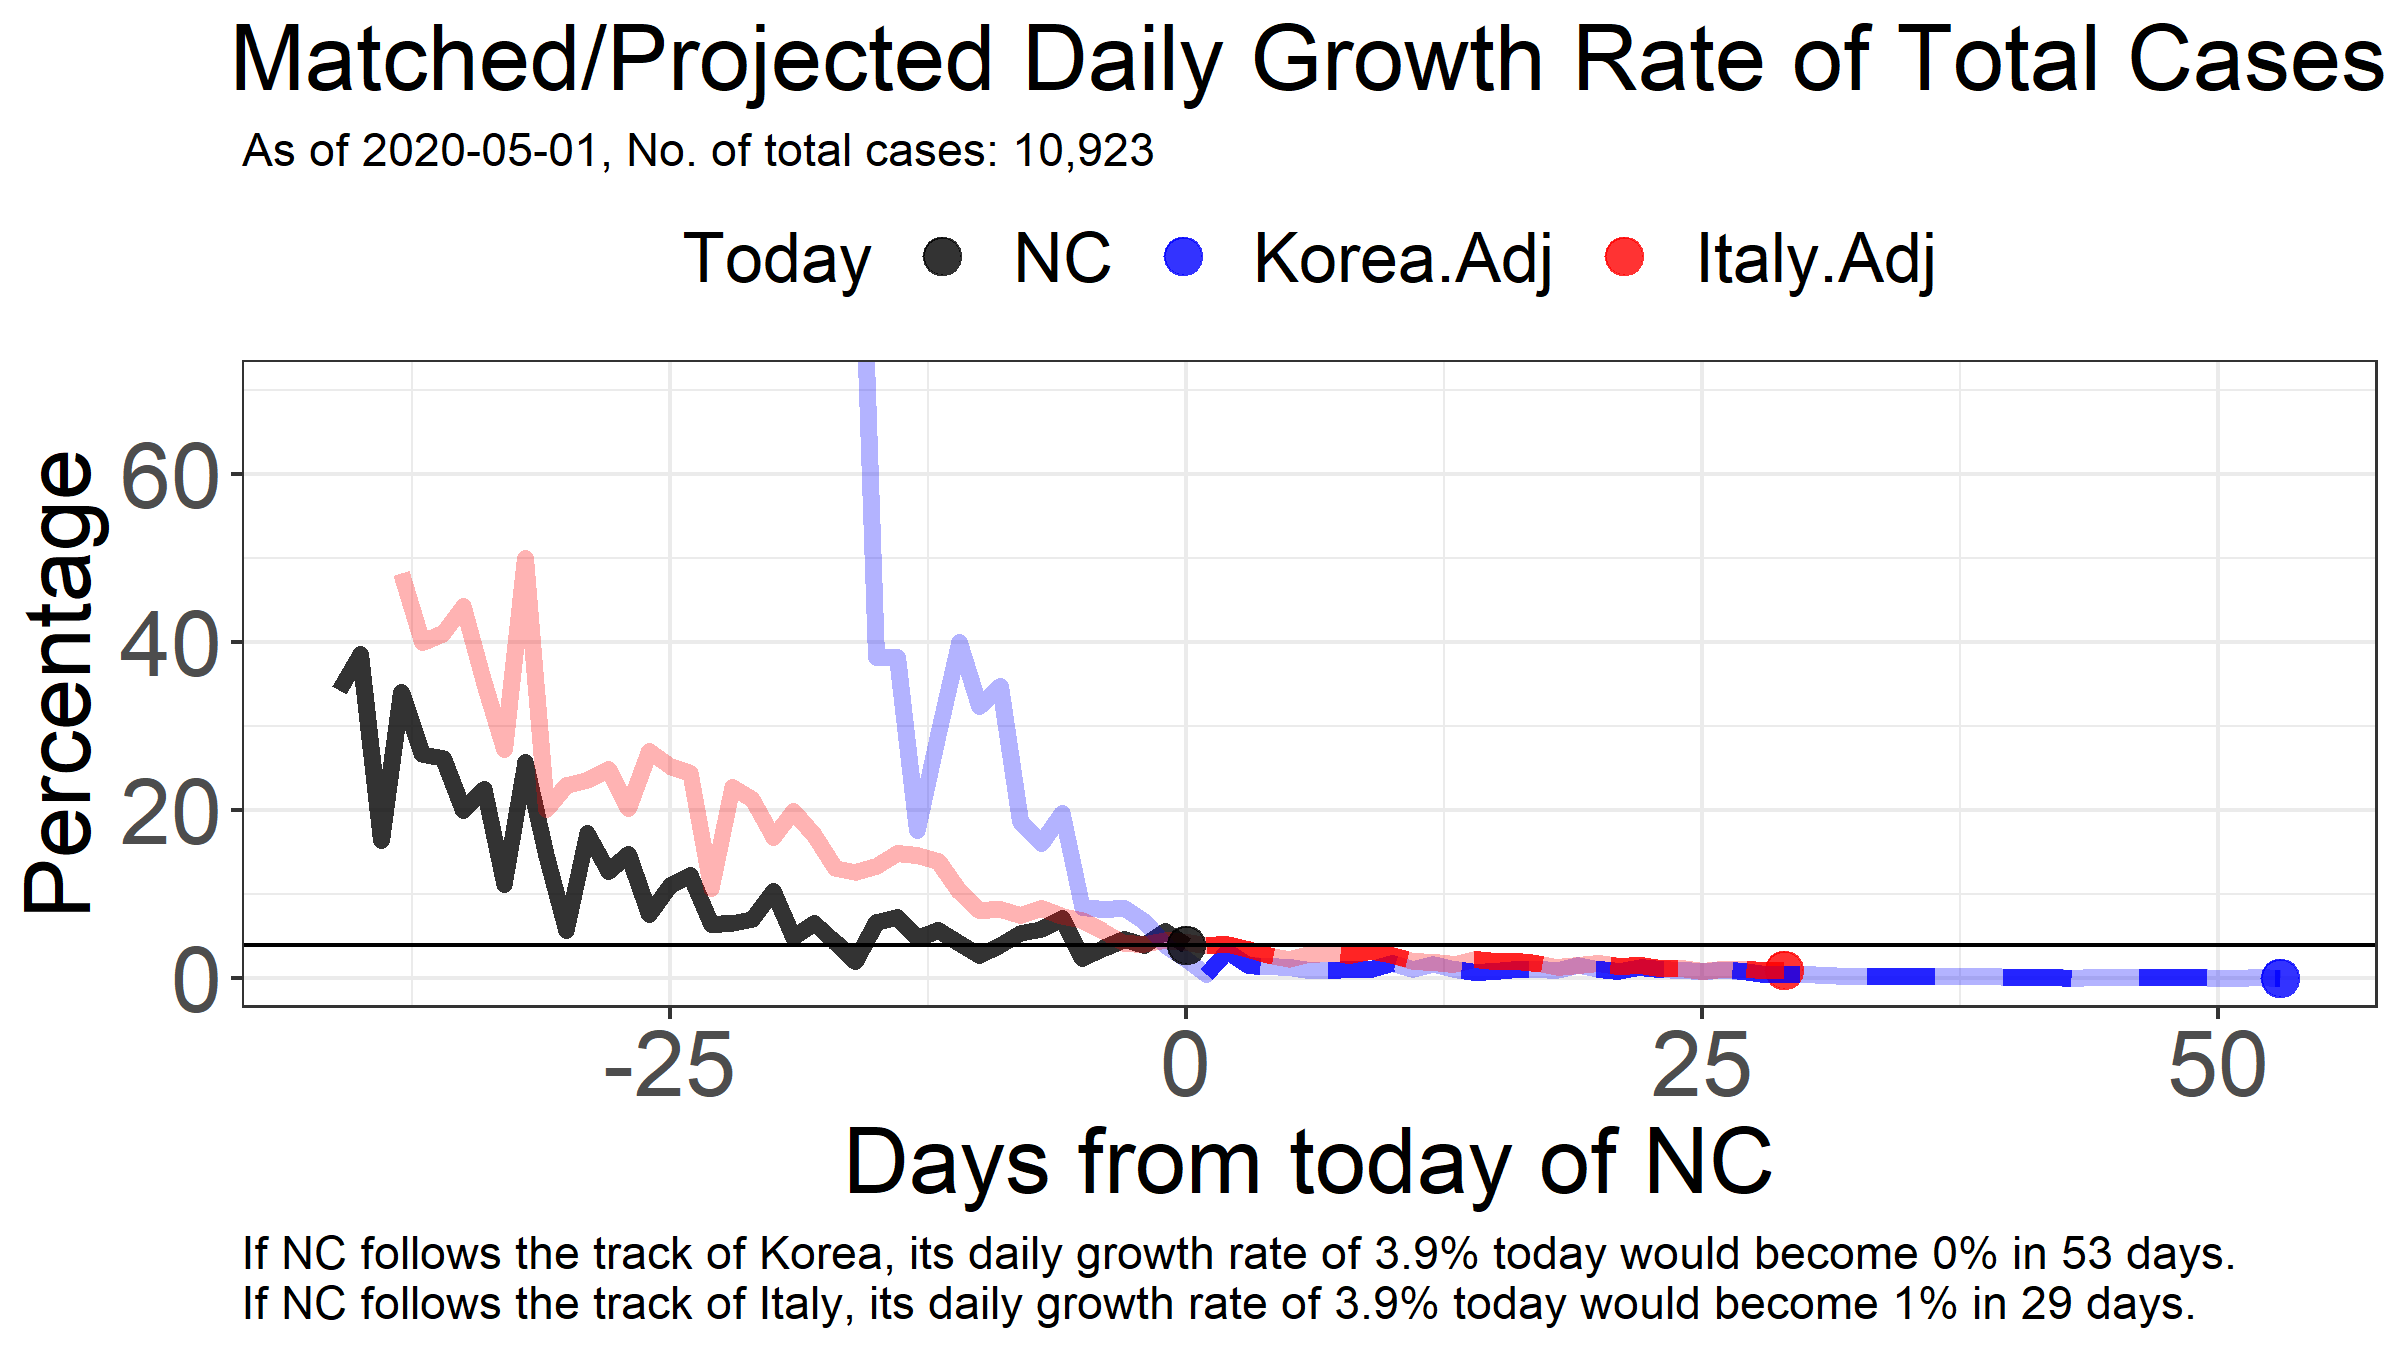 Matched/Projected Daily Growth Rate of Total Cases
As of 2020-05-01, No. of total cases: 10,923
Today NC Korea.Adj Italy.Adj
Percentage
60
40
20
0
-25 0 25 50
Days from today of NC
If NC follows the track of Korea, its daily growth rate of 3.9% today would become 0% in 53 days.
If NC follows the track of Italy, its daily growth rate of 3.9% today would become 1% in 29 days.